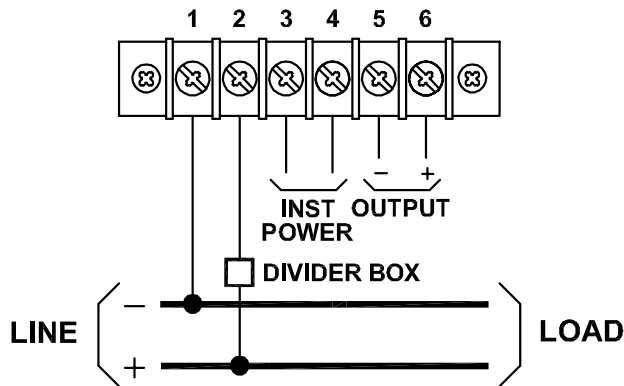 1 2 3 4 5 6
− +
INST OUTPUT
POWER
DIVIDER BOX
−
LINE LOAD
+